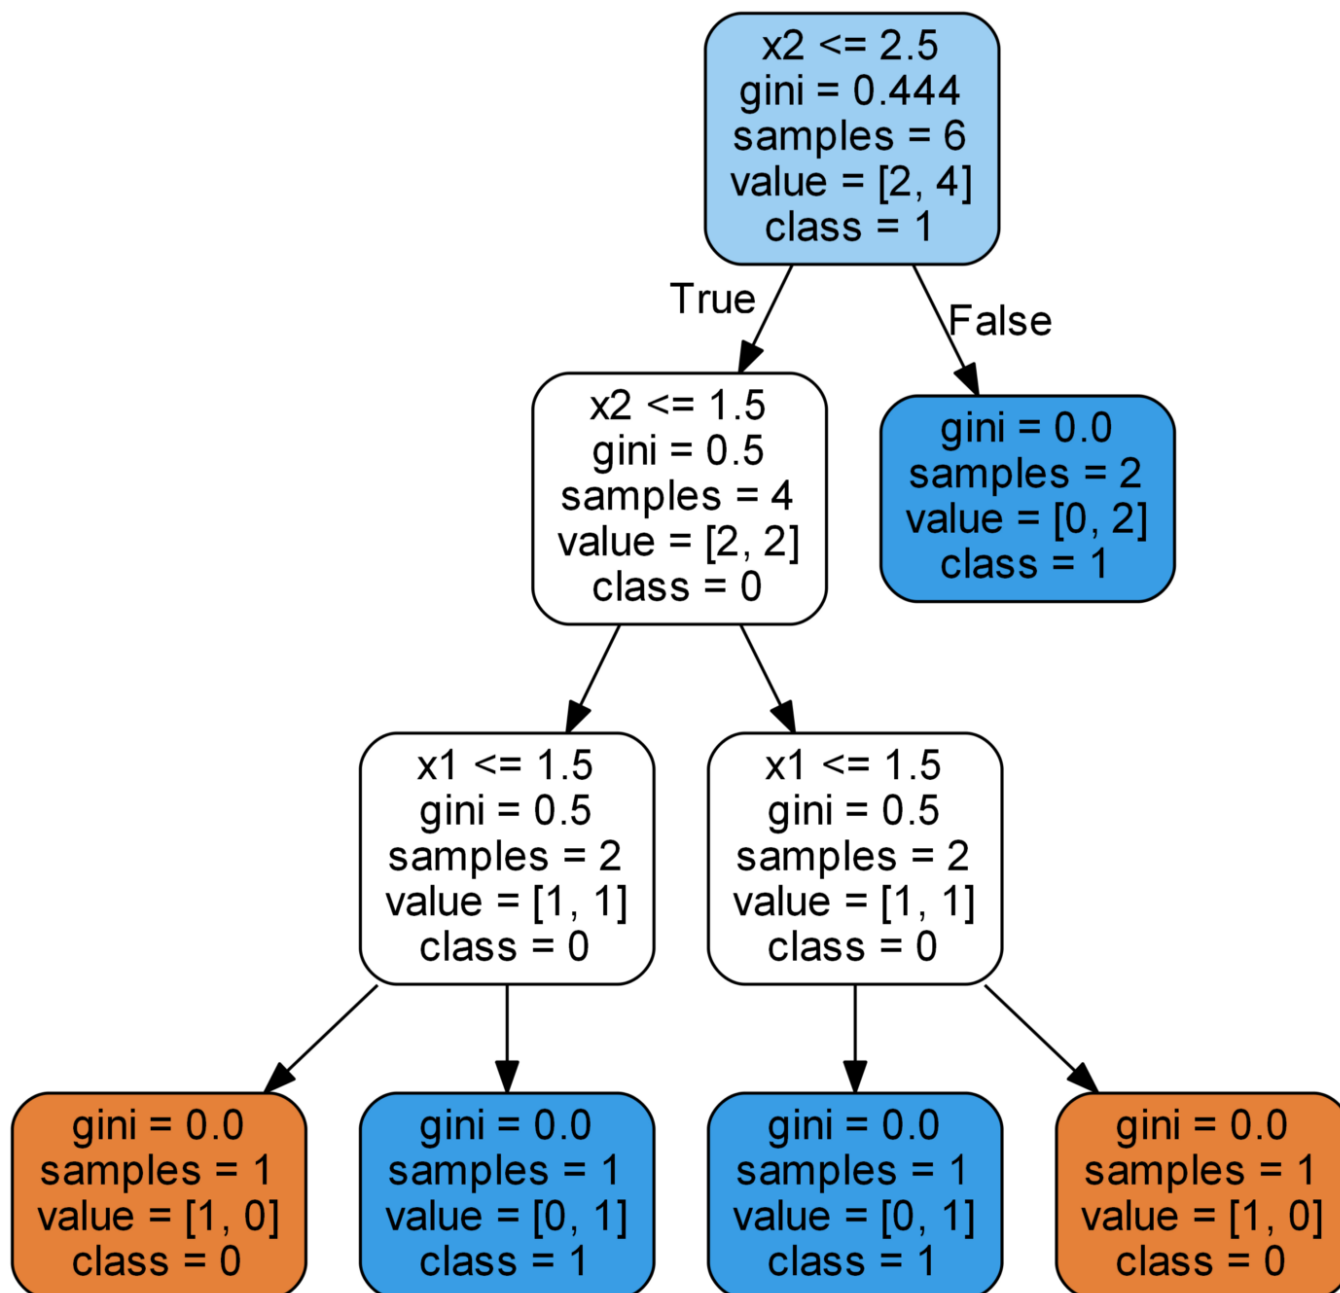 x2 <= 2.5
gini = 0.444
samples = 6
value = [2, 4]
class = 1
True
False
x2 <= 1.5
gini = 0.5
samples = 4
value = [2, 2]
class = 0
gini = 0.0
samples = 2
value = [0, 2]
class = 1
x1 <= 1.5
gini = 0.5
samples = 2
value = [1, 1]
class = 0
x1 <= 1.5
gini = 0.5
samples = 2
value = [1, 1]
class = 0
gini = 0.0
samples = 1
value = [1, 0]
class = 0
gini = 0.0
samples = 1
value = [0, 1]
class = 1
gini = 0.0
samples = 1
value = [0, 1]
class = 1
gini = 0.0
samples = 1
value = [1, 0]
class = 0